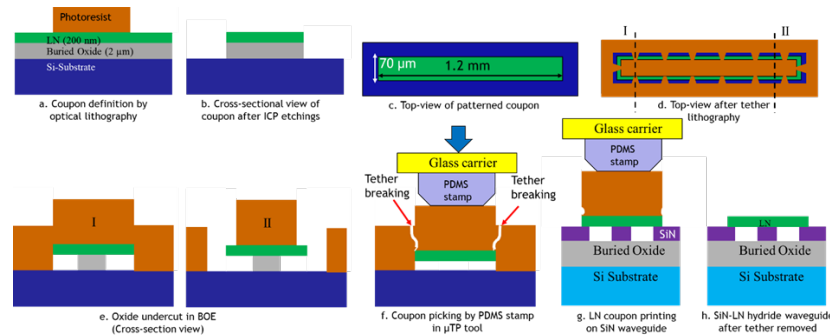 Photoresist
LN (200 nm)
Buried Oxide (2 µm)
Si-Substrate
a. Coupon definition by
optical lithography
b. Cross-sectional view of
coupon after ICP etchings
70 µm
1.2 mm
c. Top-view of patterned coupon
I
II
d. Top-view after tether
lithography
I
II
e. Oxide undercut in BOE
(Cross-section view)
Glass carrier
PDMS
stamp
Tether
breaking
Tether
breaking
f. Coupon picking by PDMS stamp
in µTP tool
Glass carrier
PDMS
stamp
SiN
Buried Oxide
Si Substrate
g. LN coupon printing
on SiN waveguide
LN
Buried Oxide
Si Substrate
h. SiN-LN hydride waveguide
after tether removed